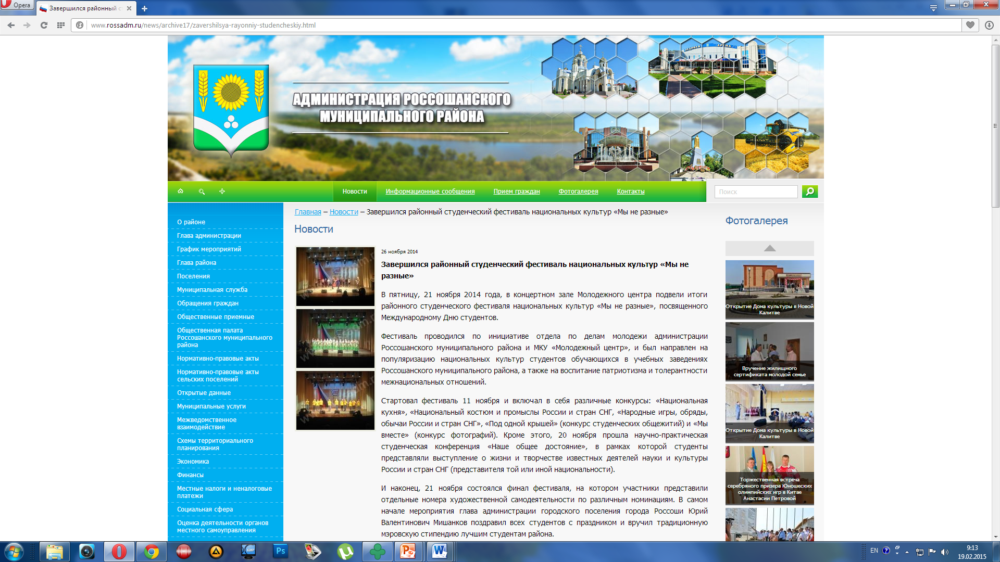 Opera
Завершился районный с
www.rossadm.ru/news/archive17/zavershilsya-rayonniy-studencheskiy.html
АДМИНИСТРАЦИЯ РОССОШАНСКОГО
МУНИЦИПАЛЬНОГО РАЙОНА
Новости
Информационные сообщения
Прием граждан
Фотогалерея
Контакты
Поиск
О районе
Глава администрации
График мероприятий
Глава района
Поселения
Муниципальная служба
Обращения граждан
Общественные приемные
Общественная палата
Россошанского муниципального
района
Нормативно-правовые акты
Нормативно-правовые акты
сельских поселений
Открытые данные
Муниципальные услуги
Межведомственное
взаимодействие
Схемы территориального
планирования
Экономика
Финансы
Местные налоги и неналоговые
платежи
Социальная сфера
Оценка деятельности органов
местного самоуправления
Главная – Новости – Завершился районный студенческий фестиваль национальных культур «Мы не разные»
Новости
26 ноября 2014
Завершился районный студенческий фестиваль национальных культур «Мы не
разные»
В пятницу, 21 ноября 2014 года, в концертном зале Молодежного центра подвели итоги
районного студенческого фестиваля национальных культур «Мы не разные», посвященного
Международному Дню студентов.
Фестиваль проводился по инициативе отдела по делам молодежи администрации
Россошанского муниципального района и МКУ «Молодежный центр», и был направлен на
популяризацию национальных культур студентов обучающихся в учебных заведениях
Россошанского муниципального района, а также на воспитание патриотизма и толерантности
межнациональных отношений.
Стартовал фестиваль 11 ноября и включал в себя различные конкурсы: «Национальная
кухня», «Национальный костюм и промыслы России и стран СНГ, «Народные игры, обряды,
обычаи России и стран СНГ», «Под одной крышей» (конкурс студенческих общежитий) и «Мы
вместе» (конкурс фотографий). Кроме этого, 20 ноября прошла научно-практическая
студенческая конференция «Наше общее достояние», в рамках которой студенты
представляли выступление о жизни и творчестве известных деятелей науки и культуры
России и стран СНГ (представителя той или иной национальности).
И наконец, 21 ноября состоялся финал фестиваля, на котором участники представили
отдельные номера художественной самодеятельности по различным номинациям. В самом
начале мероприятия глава администрации городского поселения города Россоши Юрий
Валентинович Мишанков поздравил всех студентов с праздником и вручил традиционную
мэровскую стипендию лучшим студентам района.
Фотогалерея
Открытие Дома культуры в Новой
Калитве
Вручение жилищного
сертификата молодой семье
Открытие Дома культуры в Новой
Калитве
Торжественная встреча
серебряного призера Юношеских
олимпийских игр в Китае
Анастасии Петровой
KMP
Ps
P
W
EN
9:13
19.02.2015